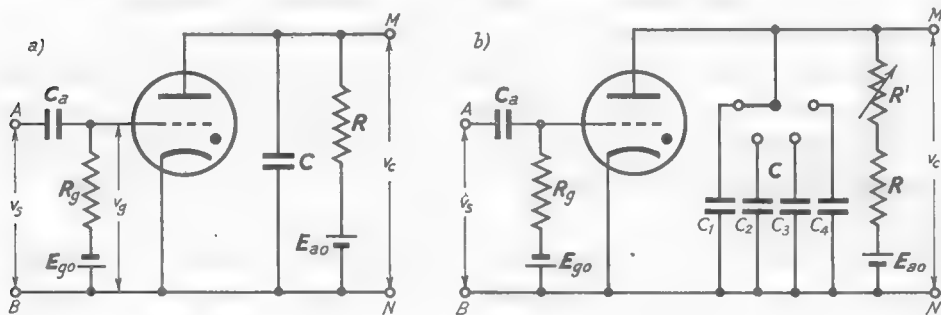 a)
A
C_a
R_g
E_go
B
v_s
v_g
C
R
E_ao
M
v_c
N
b)
A
C_a
R_g
E_go
B
v_s
C
C_1
C_2
C_3
C_4
R'
R
E_ao
M
v_c
N